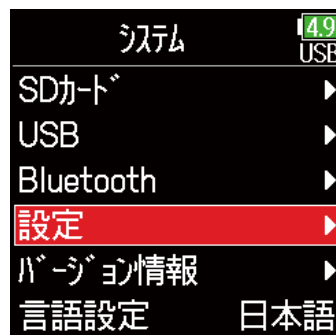 システム 4.9
USB
SDカード
USB
Bluetooth
設定
バージョン情報
言語設定 日本語